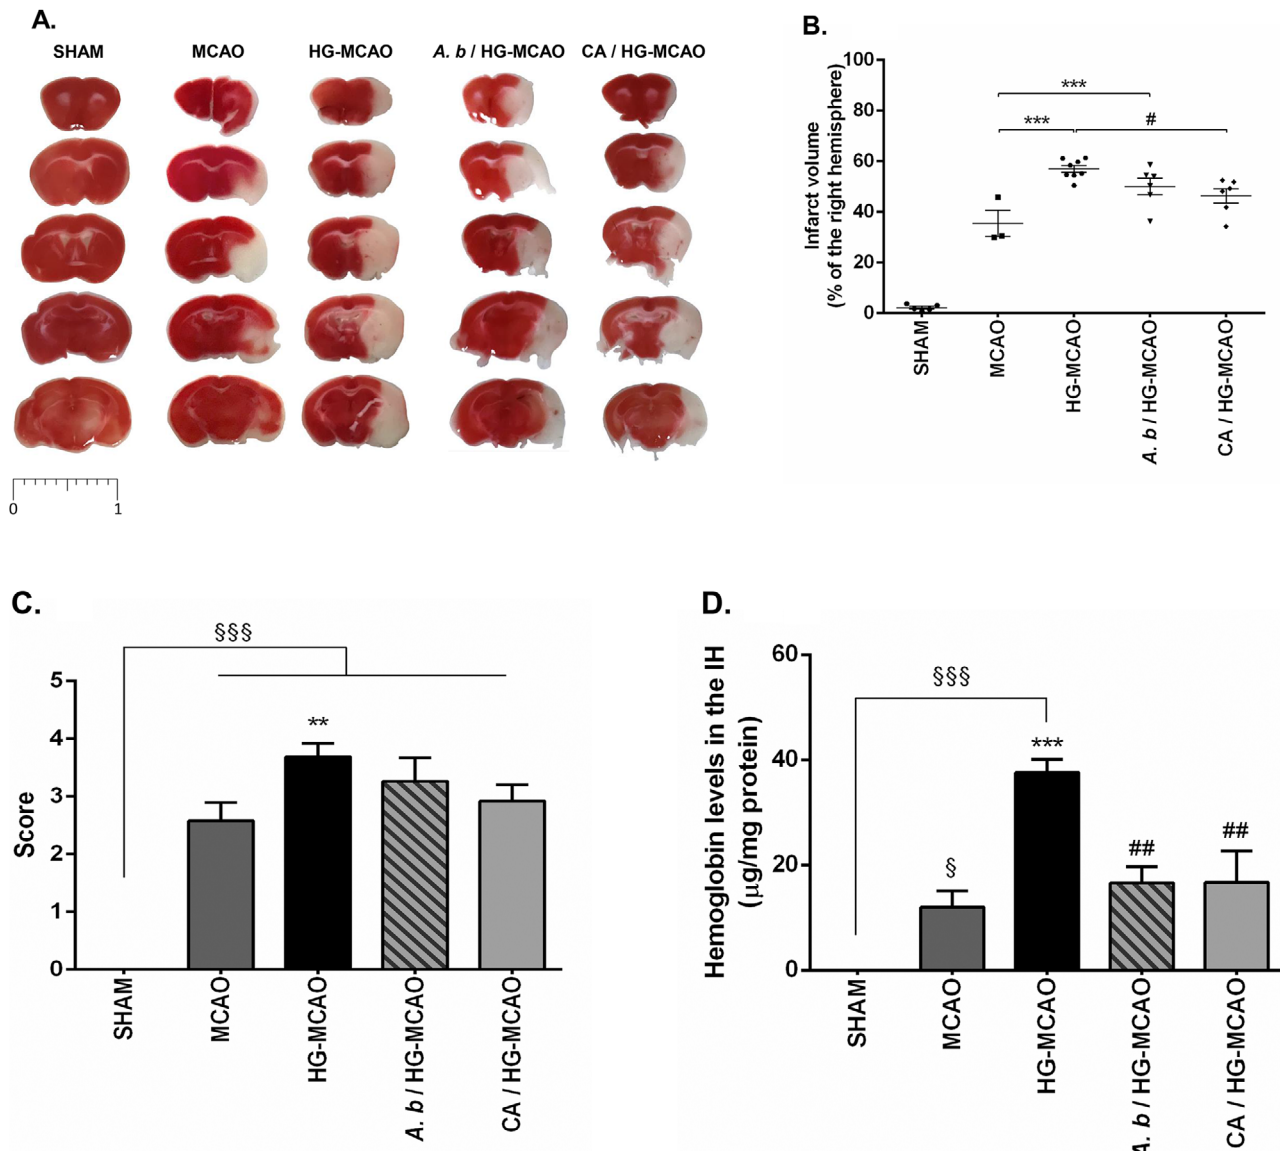 A.
SHAM MCAO HG-MCAO A. b / HG-MCAO CA / HG-MCAO
0 1
B.
Infarct volume
(% of the right hemisphere)
100
80
60
40
20
0
***
*** #
SHAM
MCAO
HG-MCAO
A. b / HG-MCAO
CA / HG-MCAO
C.
§§§
**
Score
5
4
3
2
1
0
SHAM
MCAO
HG-MCAO
A. b / HG-MCAO
CA / HG-MCAO
D.
Hemoglobin levels in the IH
(µg/mg protein)
60
40
20
0
§§§
***
§
##
##
SHAM
MCAO
HG-MCAO
A. b / HG-MCAO
CA / HG-MCAO